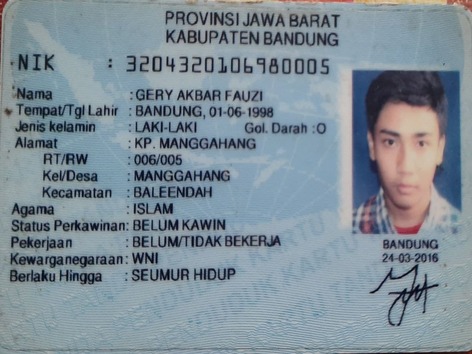 PROVINSI JAWA BARAT
KABUPATEN BANDUNG
NIK : 3204320106980005
Nama : GERY AKBAR FAUZI
Tempat/Tgl Lahir : BANDUNG, 01-06-1998
Jenis kelamin : LAKI-LAKI Gol. Darah :O
Alamat : KP. MANGGAHANG
RT/RW : 006/005
Kel/Desa : MANGGAHANG
Kecamatan : BALEENDAH
Agama : ISLAM
Status Perkawinan: BELUM KAWIN
Pekerjaan : BELUM/TIDAK BEKERJA
Kewarganegaraan: WNI
Berlaku Hingga : SEUMUR HIDUP
BANDUNG
24-03-2016